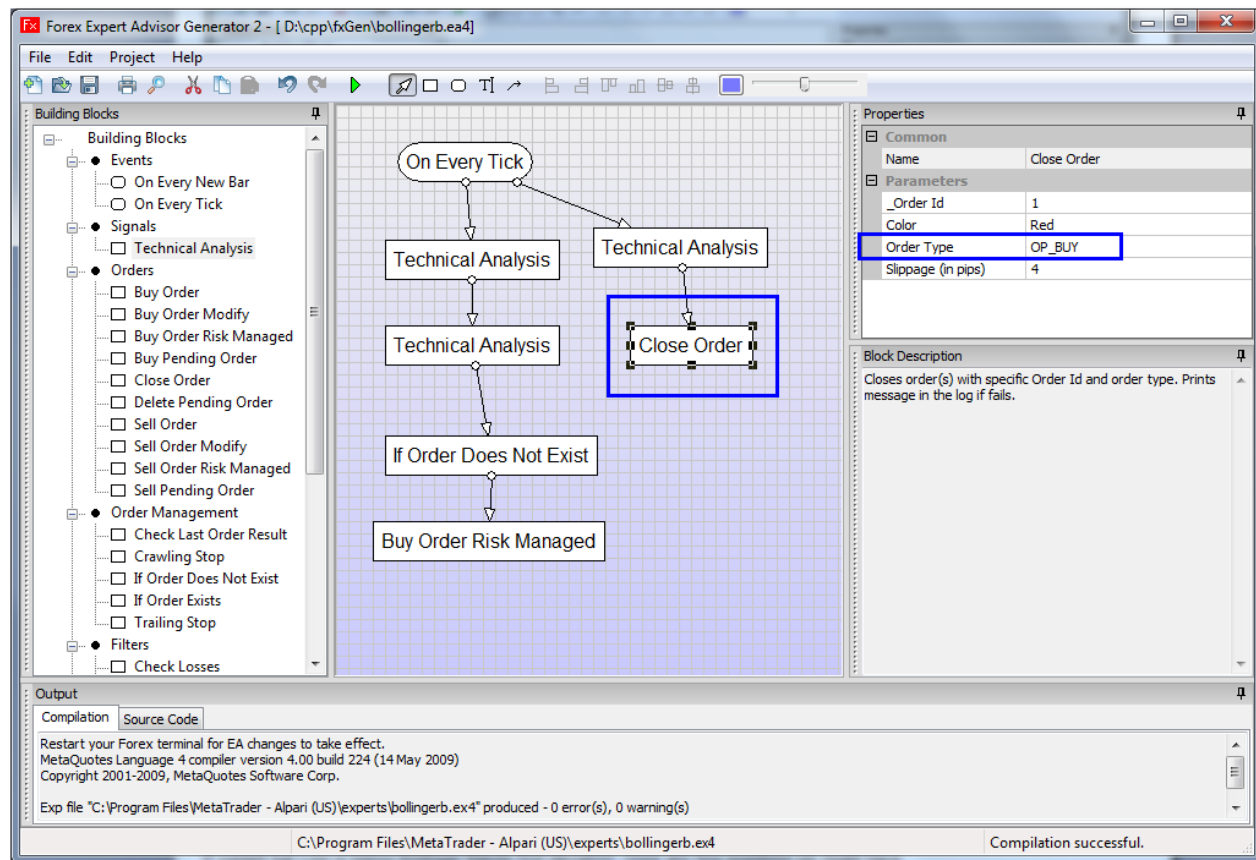 Fx Forex Expert Advisor Generator 2 - [ D:\cpp\fxGen\bollingerb.ea4]
File Edit Project Help
Building Blocks
Building Blocks
Events
On Every New Bar
On Every Tick
Signals
Technical Analysis
Orders
Buy Order
Buy Order Modify
Buy Order Risk Managed
Buy Pending Order
Close Order
Delete Pending Order
Sell Order
Sell Order Modify
Sell Order Risk Managed
Sell Pending Order
Order Management
Check Last Order Result
Crawling Stop
If Order Does Not Exist
If Order Exists
Trailing Stop
Filters
Check Losses
On Every Tick
Technical Analysis
Technical Analysis
Technical Analysis
Close Order
If Order Does Not Exist
Buy Order Risk Managed
Properties
Common
Name Close Order
Parameters
_Order Id 1
Color Red
Order Type OP_BUY
Slippage (in pips) 4
Block Description
Closes order(s) with specific Order Id and order type. Prints
message in the log if fails.
Output
Compilation Source Code
Restart your Forex terminal for EA changes to take effect.
MetaQuotes Language 4 compiler version 4.00 build 224 (14 May 2009)
Copyright 2001-2009, MetaQuotes Software Corp.
Exp file "C:\Program Files\MetaTrader - Alpari (US)\experts\bollingerb.ex4" produced - 0 error(s), 0 warning(s)
C:\Program Files\MetaTrader - Alpari (US)\experts\bollingerb.ex4 Compilation successful.